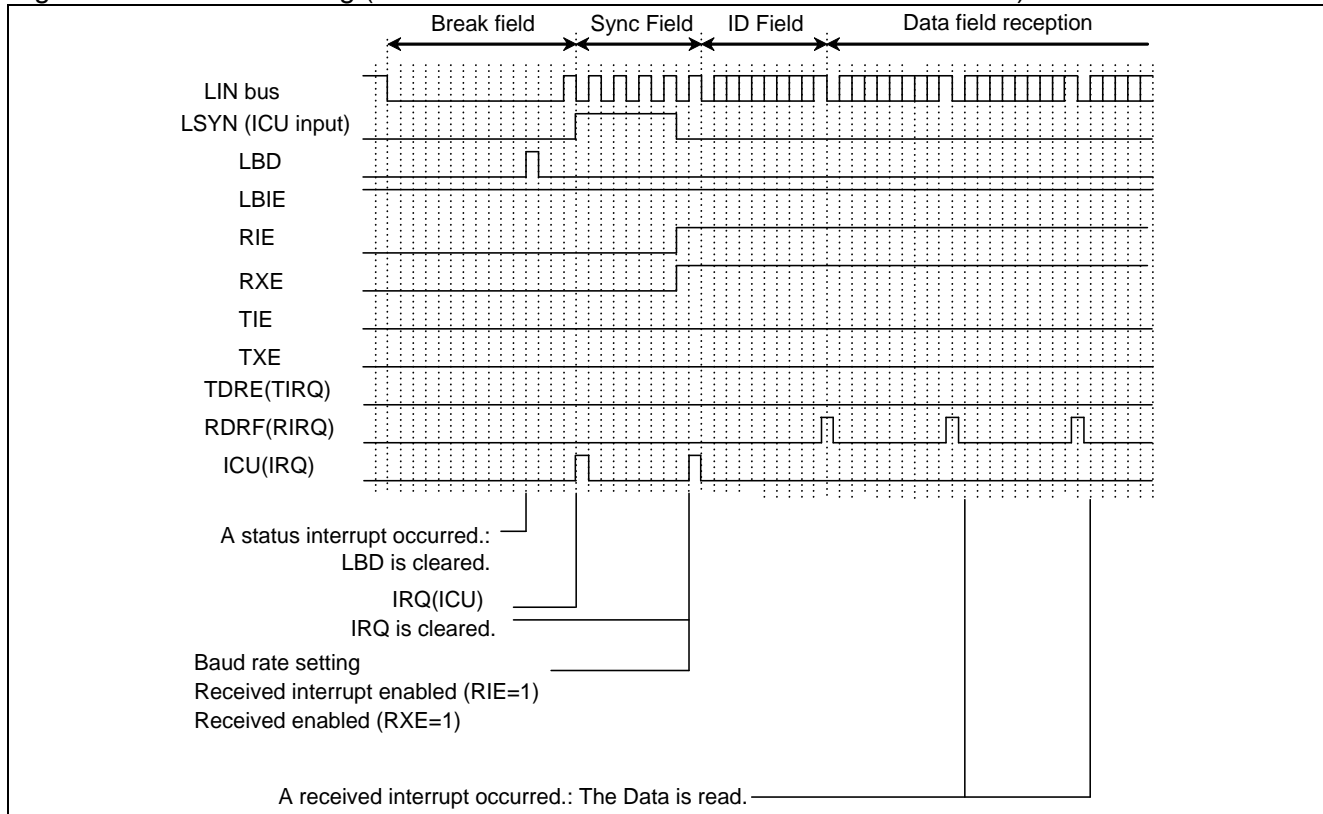 Break field Sync Field ID Field Data field reception
LIN bus
LSYN (ICU input)
LBD
LBIE
RIE
RXE
TIE
TXE
TDRE(TIRQ)
RDRF(RIRQ)
ICU(IRQ)
A status interrupt occurred.:
LBD is cleared.
IRQ(ICU)
IRQ is cleared.
Baud rate setting
Received interrupt enabled (RIE=1)
Received enabled (RXE=1)
A received interrupt occurred.: The Data is read.